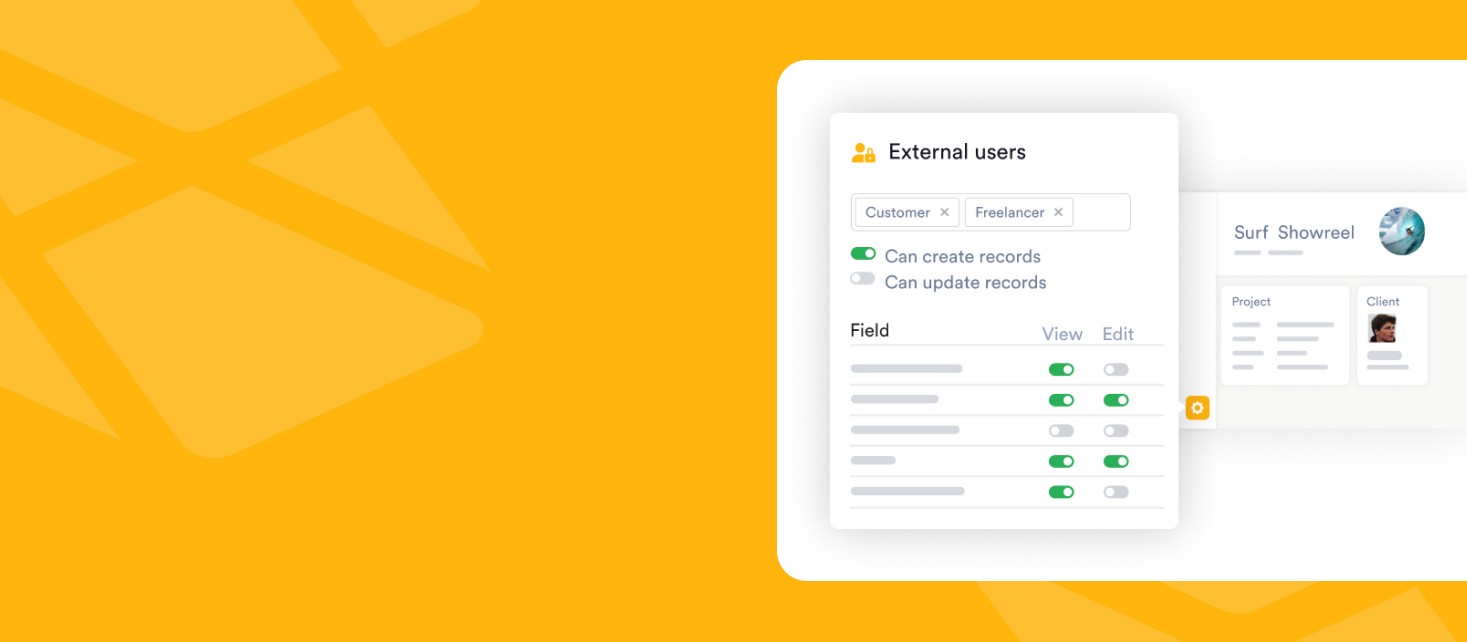 External users
Customer × Freelancer ×
Can create records
Can update records
Field View Edit
Surf Showreel
Project
Client